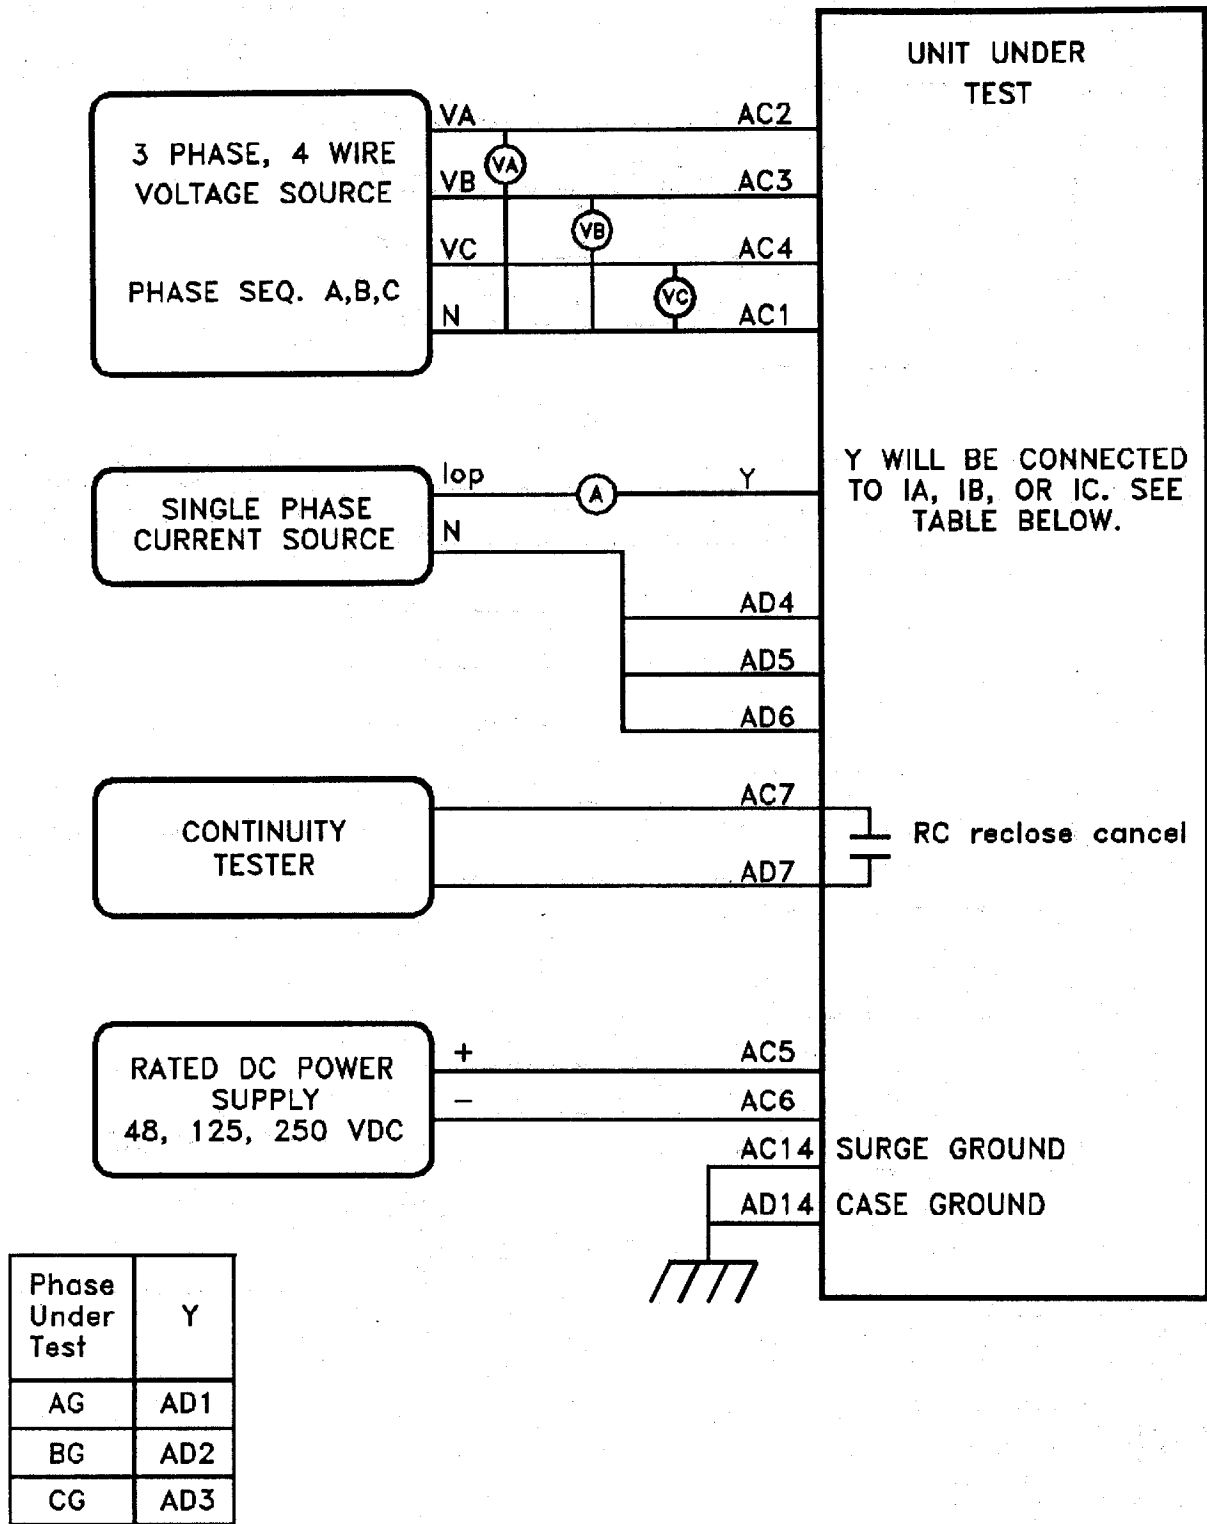 UNIT UNDER
TEST
3 PHASE, 4 WIRE
VOLTAGE SOURCE
PHASE SEQ. A,B,C
VA
AC2
VA
VB
AC3
VB
VC
AC4
VC
N
AC1
SINGLE PHASE
CURRENT SOURCE
Iop
A
Y
N
Y WILL BE CONNECTED
TO IA, IB, OR IC. SEE
TABLE BELOW.
AD4
AD5
AD6
CONTINUITY
TESTER
AC7
AD7
RC reclose cancel
RATED DC POWER
SUPPLY
48, 125, 250 VDC
+
AC5
−
AC6
AC14 SURGE GROUND
AD14 CASE GROUND
Phase
Under
Test
Y
AG AD1
BG AD2
CG AD3